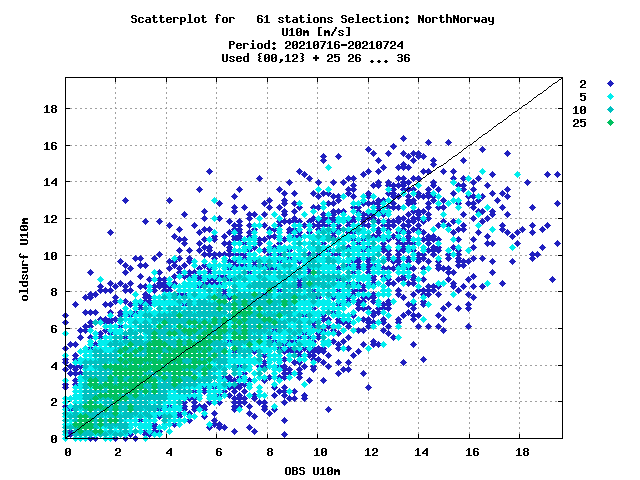 Scatterplot for   61 stations Selection: NorthNorway
U10m [m/s]
Period: 20210716-20210724
Used {00,12} + 25 26 ... 36
2
5
10
25
18
16
14
12
10
8
6
4
2
0
oldsurf U10m
0 2 4 6 8 10 12 14 16 18
OBS U10m